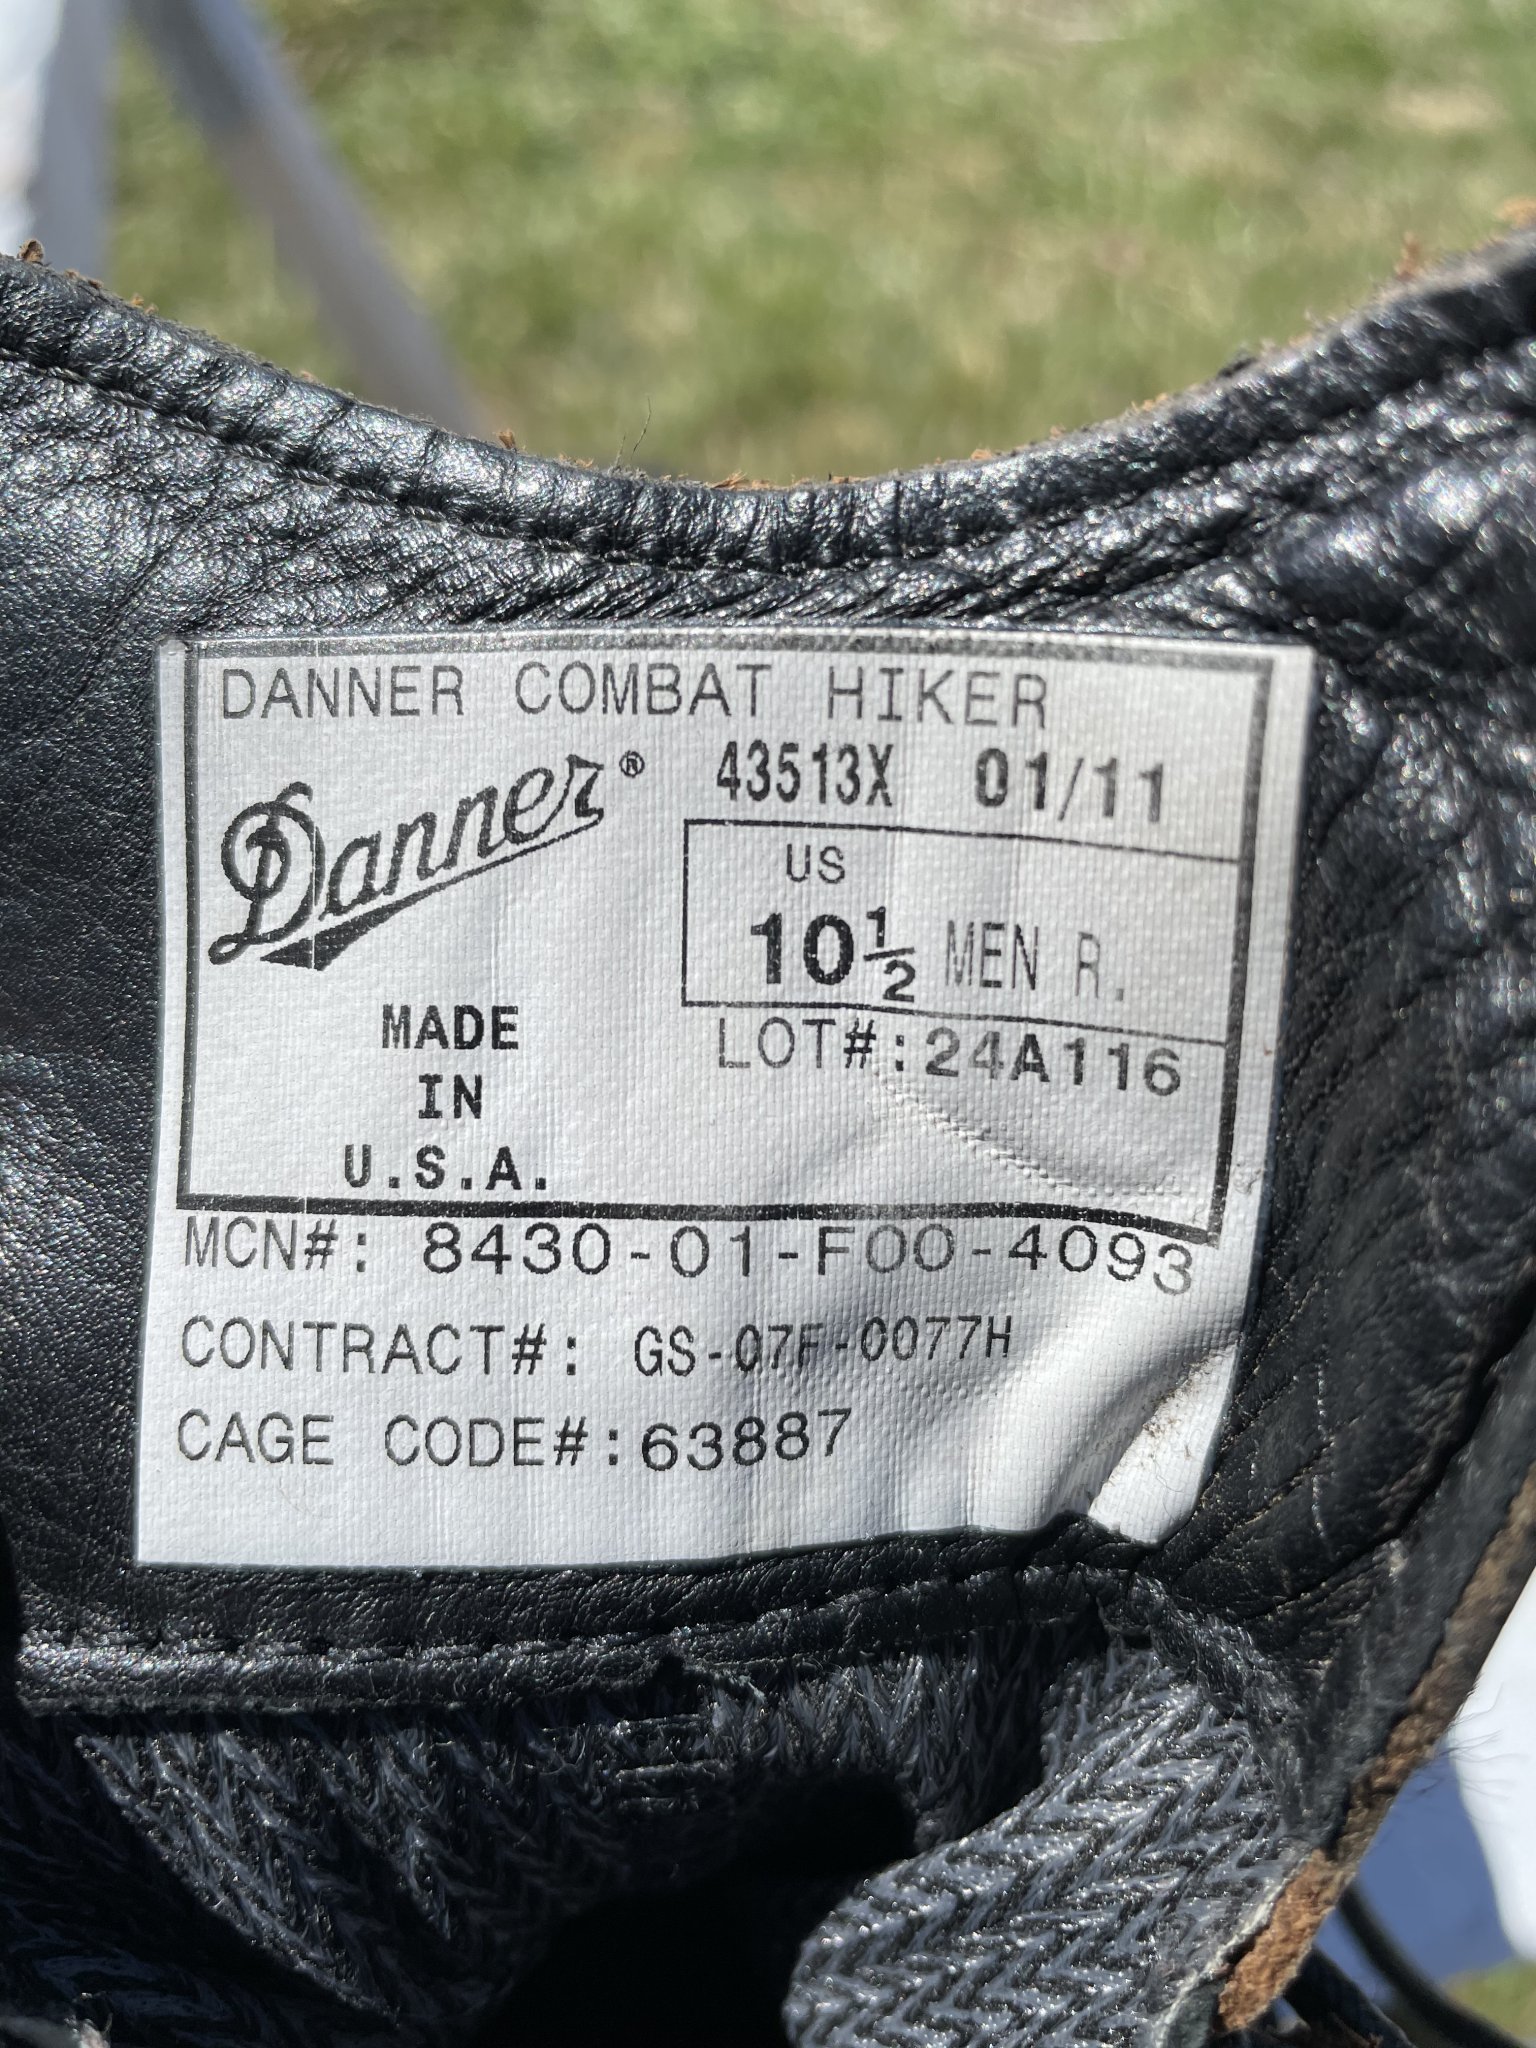 DANNER COMBAT HIKER
Danner®
43513X 01/11
US
10½ MEN R.
LOT#:24A116
MADE
IN
U.S.A.
MCN#: 8430-01-F00-4093
CONTRACT#: GS-07F-0077H
CAGE CODE#:63887